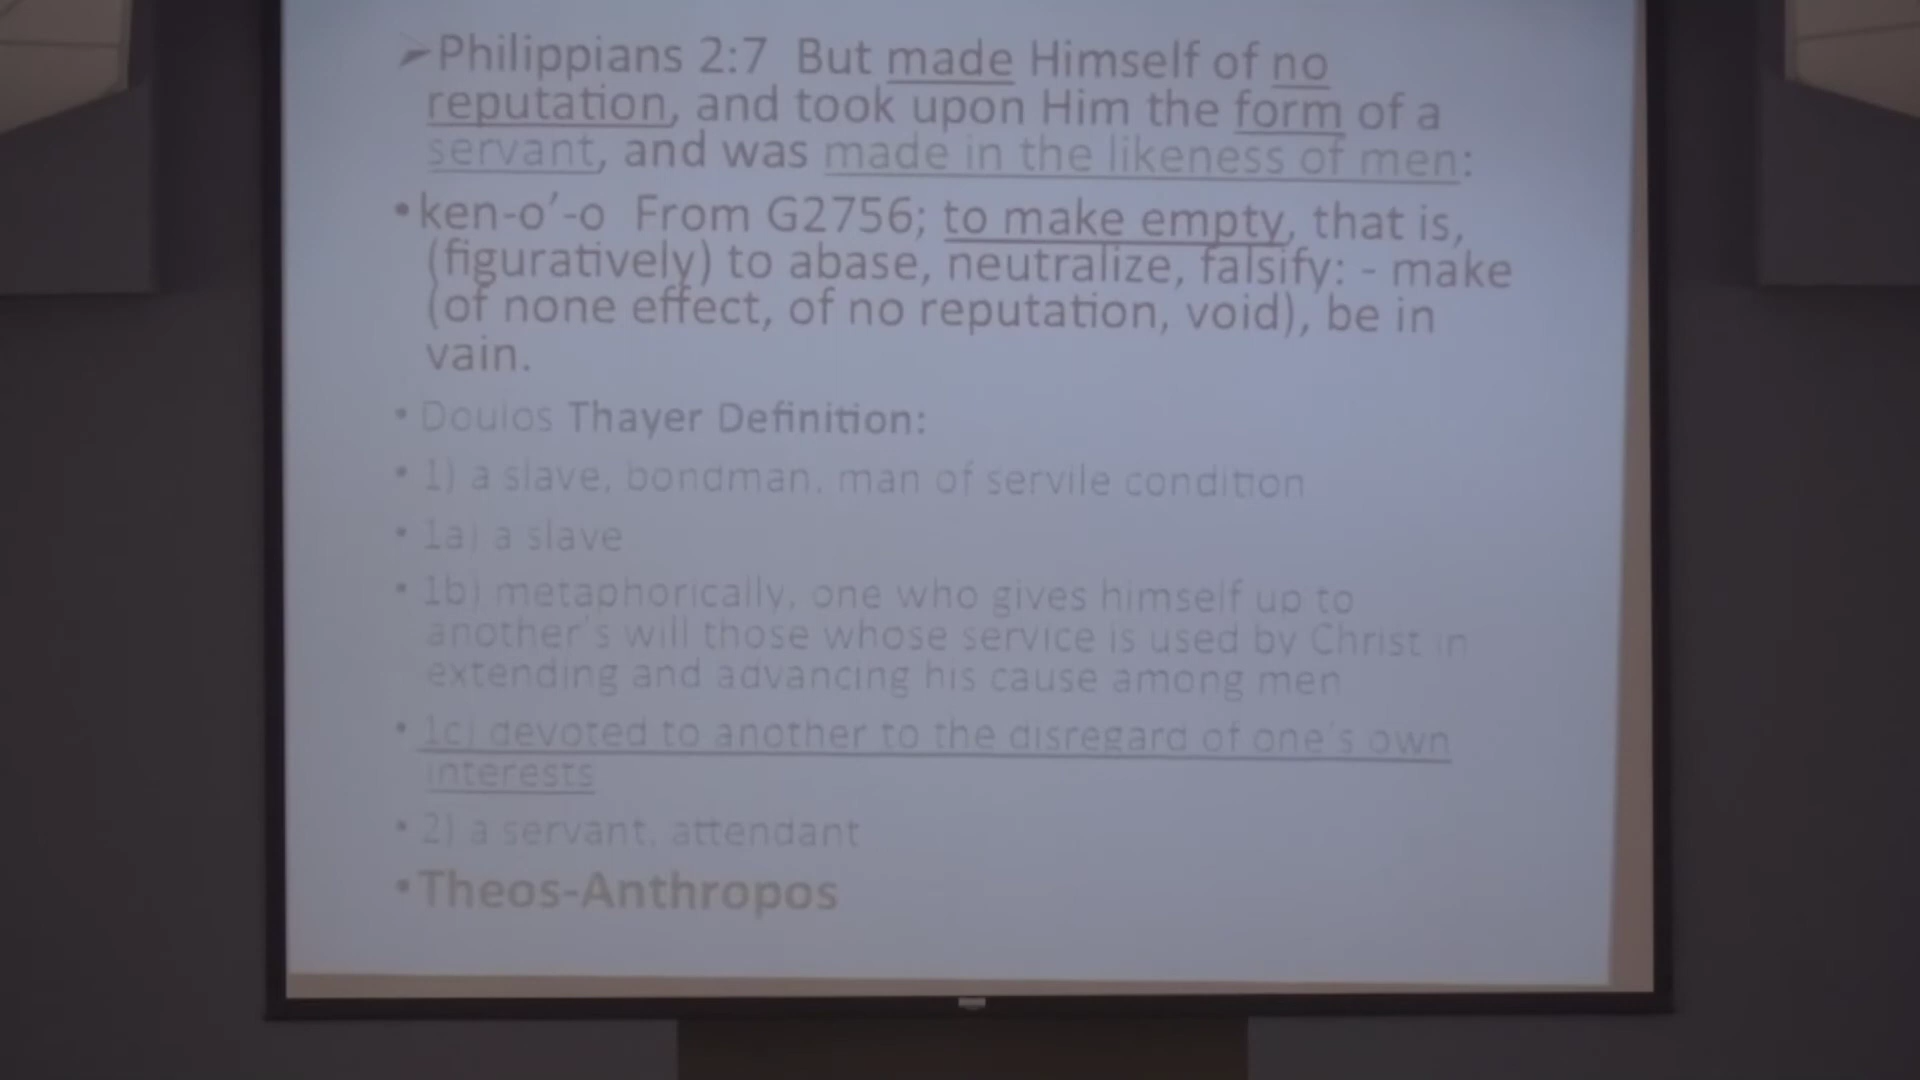 ➢Philippians 2:7 But made Himself of no
reputation, and took upon Him the form of a
servant, and was made in the likeness of men:
•ken-o’-o From G2756; to make empty, that is,
(figuratively) to abase, neutralize, falsify: - make
(of none effect, of no reputation, void), be in
vain.
• Doulos Thayer Definition:
• 1) a slave, bondman, man of servile condition
• 1a) a slave
• 1b) metaphorically, one who gives himself up to
another's will those whose service is used by Christ in
extending and advancing his cause among men
• 1c) devoted to another to the disregard of one's own
interests
• 2) a servant, attendant
•Theos-Anthropos